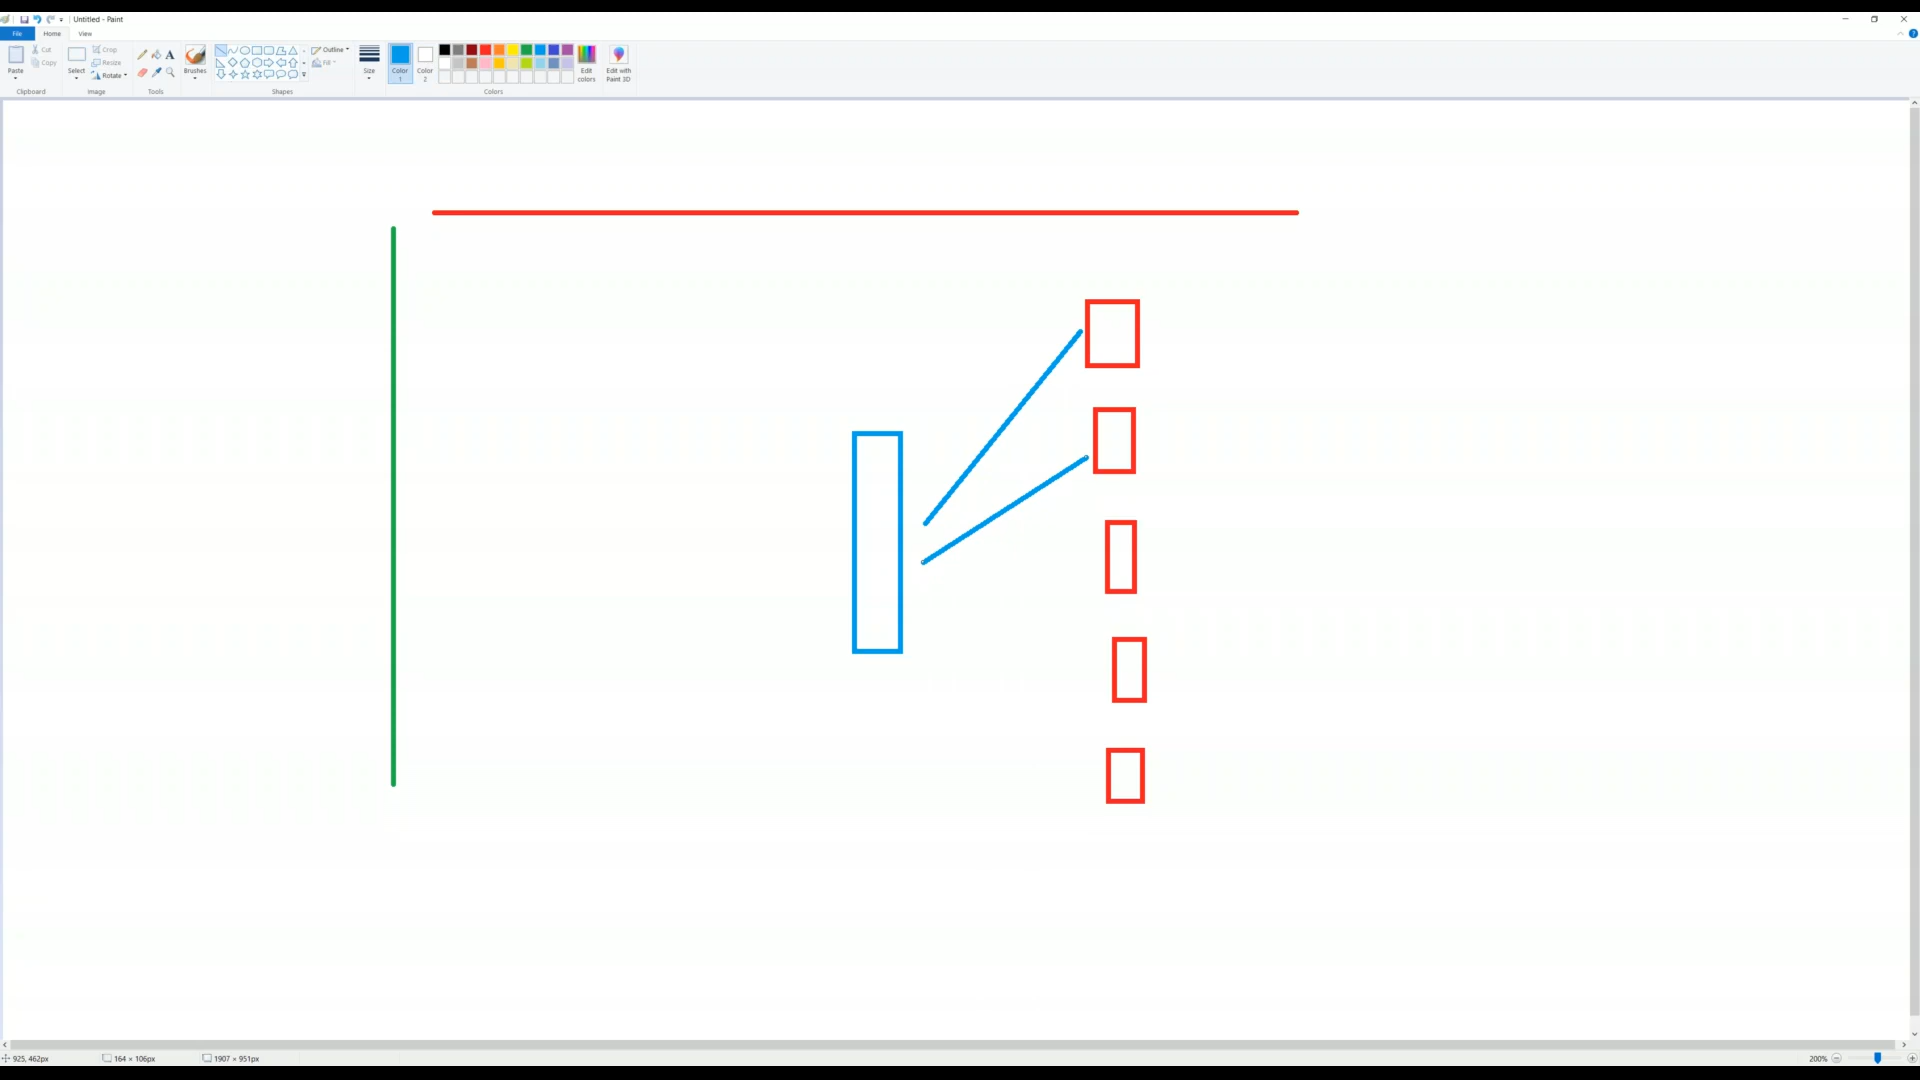 Untitled - Paint
File Home View
Paste
Cut
Copy
Clipboard
Select
Crop
Resize
Rotate
Image
A
Tools
Brushes
Outline
Fill
Shapes
Size
Color 1
Color 2
Edit colors
Colors
Edit with Paint 3D
925, 462px 164 × 106px 1907 × 951px 200%